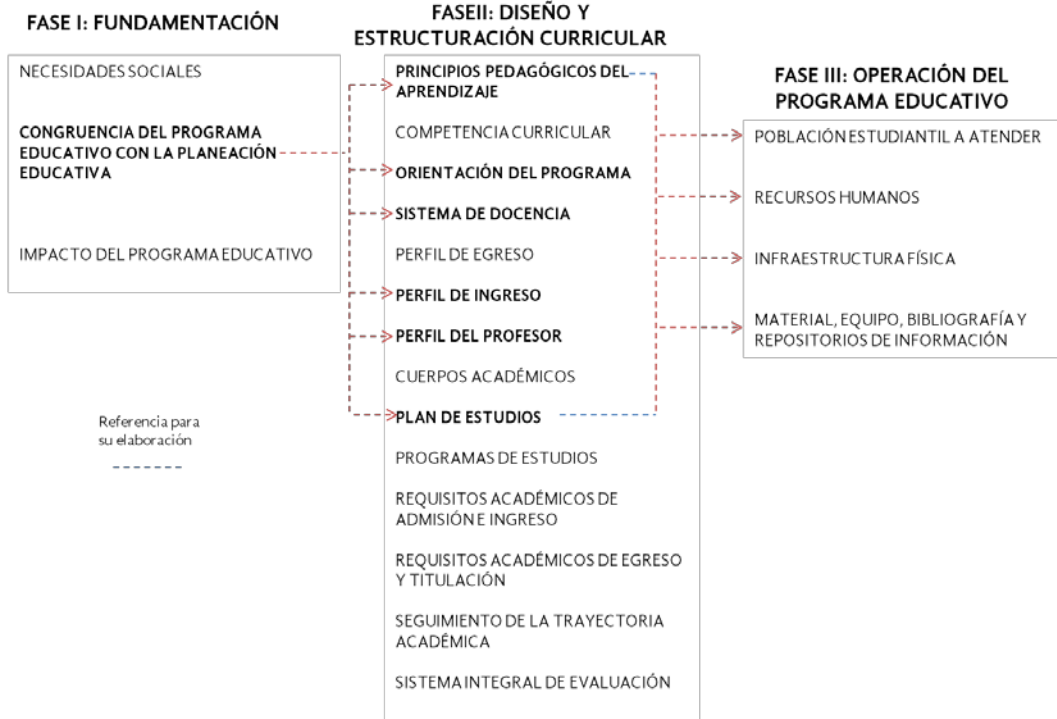 FASE I: FUNDAMENTACIÓN
NECESIDADES SOCIALES
CONGRUENCIA DEL PROGRAMA
EDUCATIVO CON LA PLANEACIÓN
EDUCATIVA
IMPACTO DEL PROGRAMA EDUCATIVO
Referencia para
su elaboración
FASEII: DISEÑO Y
ESTRUCTURACIÓN CURRICULAR
PRINCIPIOS PEDAGÓGICOS DEL
APRENDIZAJE
COMPETENCIA CURRICULAR
ORIENTACIÓN DEL PROGRAMA
SISTEMA DE DOCENCIA
PERFIL DE EGRESO
PERFIL DE INGRESO
PERFIL DEL PROFESOR
CUERPOS ACADÉMICOS
PLAN DE ESTUDIOS
PROGRAMAS DE ESTUDIOS
REQUISITOS ACADÉMICOS DE
ADMISIÓN E INGRESO
REQUISITOS ACADÉMICOS DE EGRESO
Y TITULACIÓN
SEGUIMIENTO DE LA TRAYECTORIA
ACADÉMICA
SISTEMA INTEGRAL DE EVALUACIÓN
FASE III: OPERACIÓN DEL
PROGRAMA EDUCATIVO
POBLACIÓN ESTUDIANTIL A ATENDER
RECURSOS HUMANOS
INFRAESTRUCTURA FÍSICA
MATERIAL, EQUIPO, BIBLIOGRAFÍA Y
REPOSITORIOS DE INFORMACIÓN